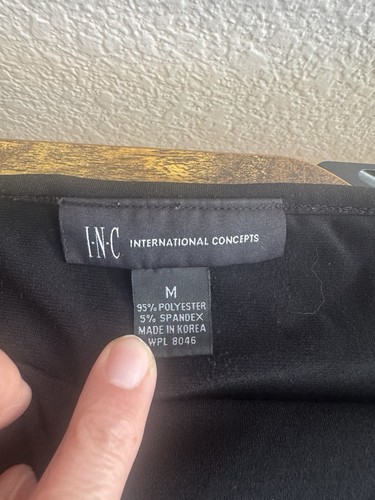 I·N·C INTERNATIONAL CONCEPTS
M
95% POLYESTER
5% SPANDEX
MADE IN KOREA
WPL 8046